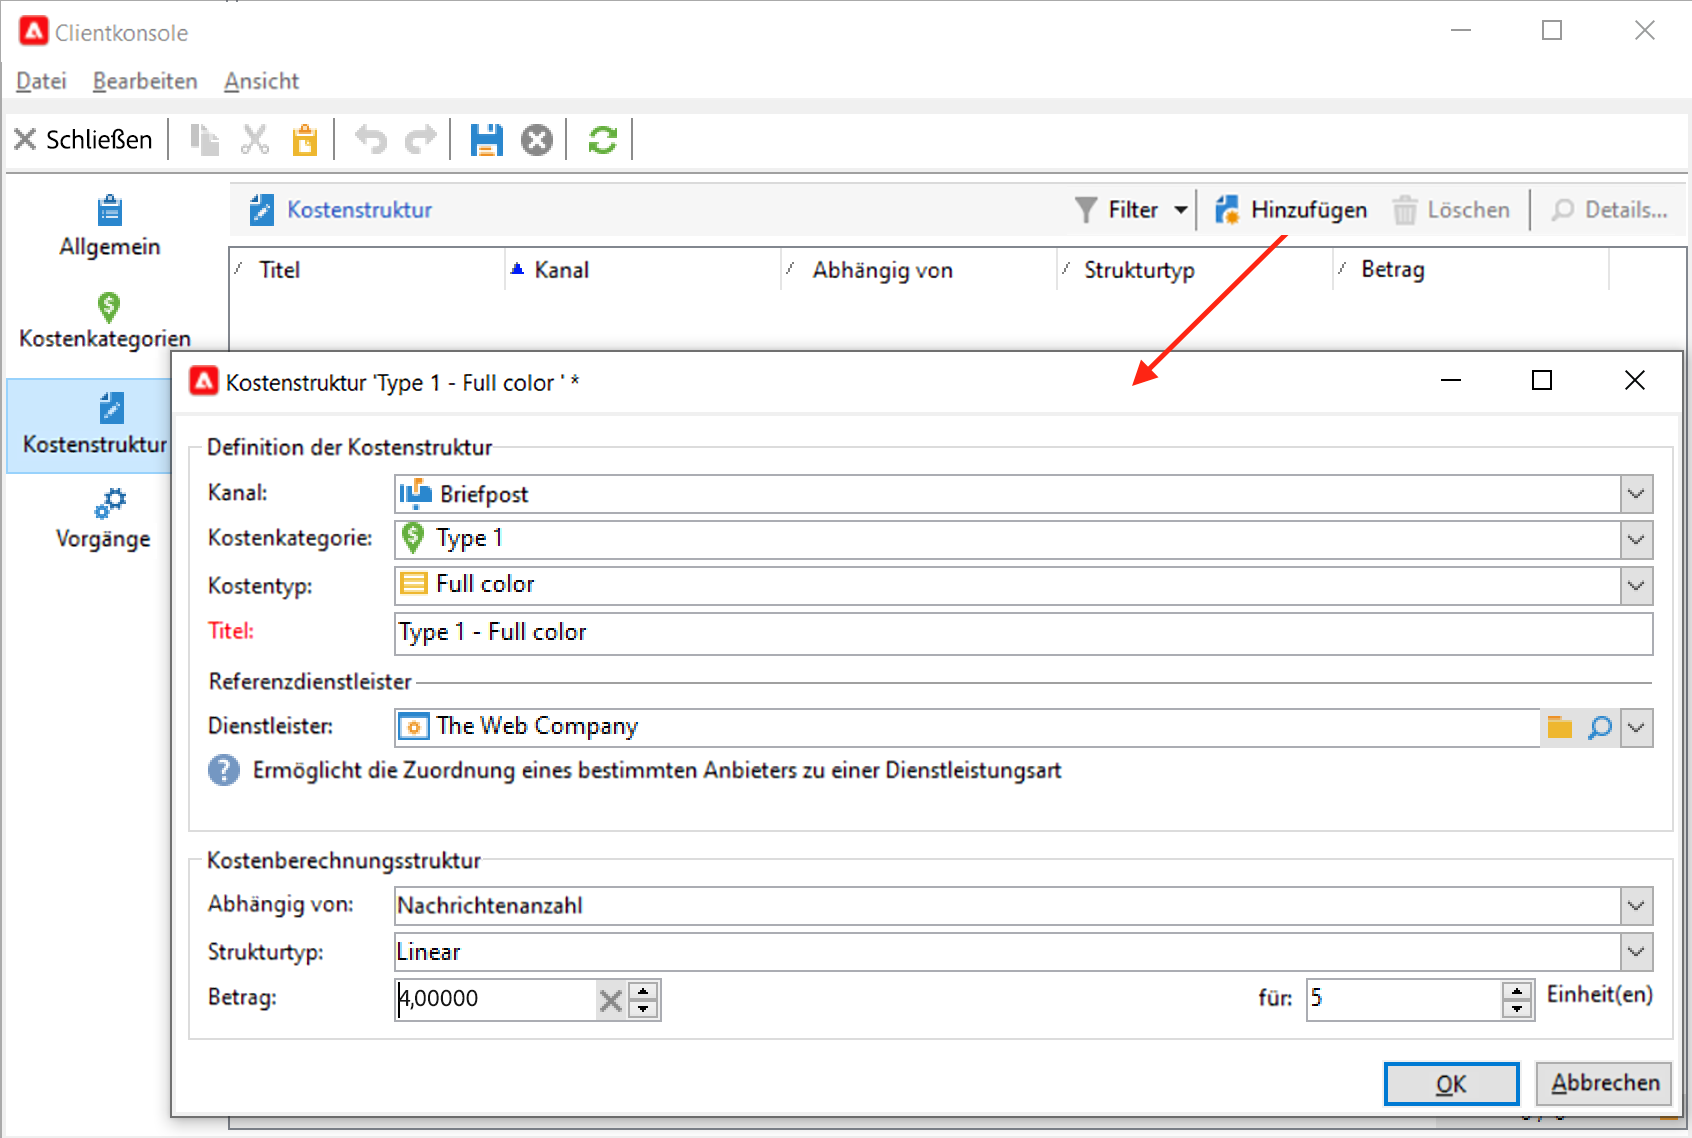 Clientkonsole
Datei Bearbeiten Ansicht
Schließen
Allgemein
Kostenkategorien
Kostenstruktur
Vorgänge
Kostenstruktur Filter Hinzufügen Löschen Details...
Titel Kanal Abhängig von Strukturtyp Betrag
Kostenstruktur 'Type 1 - Full color ' *
Definition der Kostenstruktur
Kanal: Briefpost
Kostenkategorie: Type 1
Kostentyp: Full color
Titel: Type 1 - Full color
Referenzdienstleister
Dienstleister: The Web Company
Ermöglicht die Zuordnung eines bestimmten Anbieters zu einer Dienstleistungsart
Kostenberechnungsstruktur
Abhängig von: Nachrichtenanzahl
Strukturtyp: Linear
Betrag: 4,00000 für: 5 Einheit(en)
OK Abbrechen